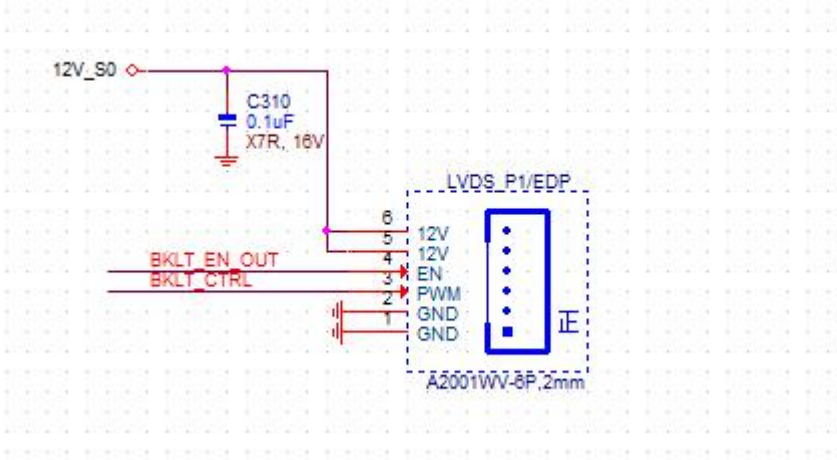 12V_S0
C310
0.1uF
X7R, 16V
LVDS_P1/EDP
6 12V
5 12V
BKLT_EN_OUT 4 EN
BKLT_CTRL 3 PWM
2 GND
1 GND
正
A2001WV-6P,2mm